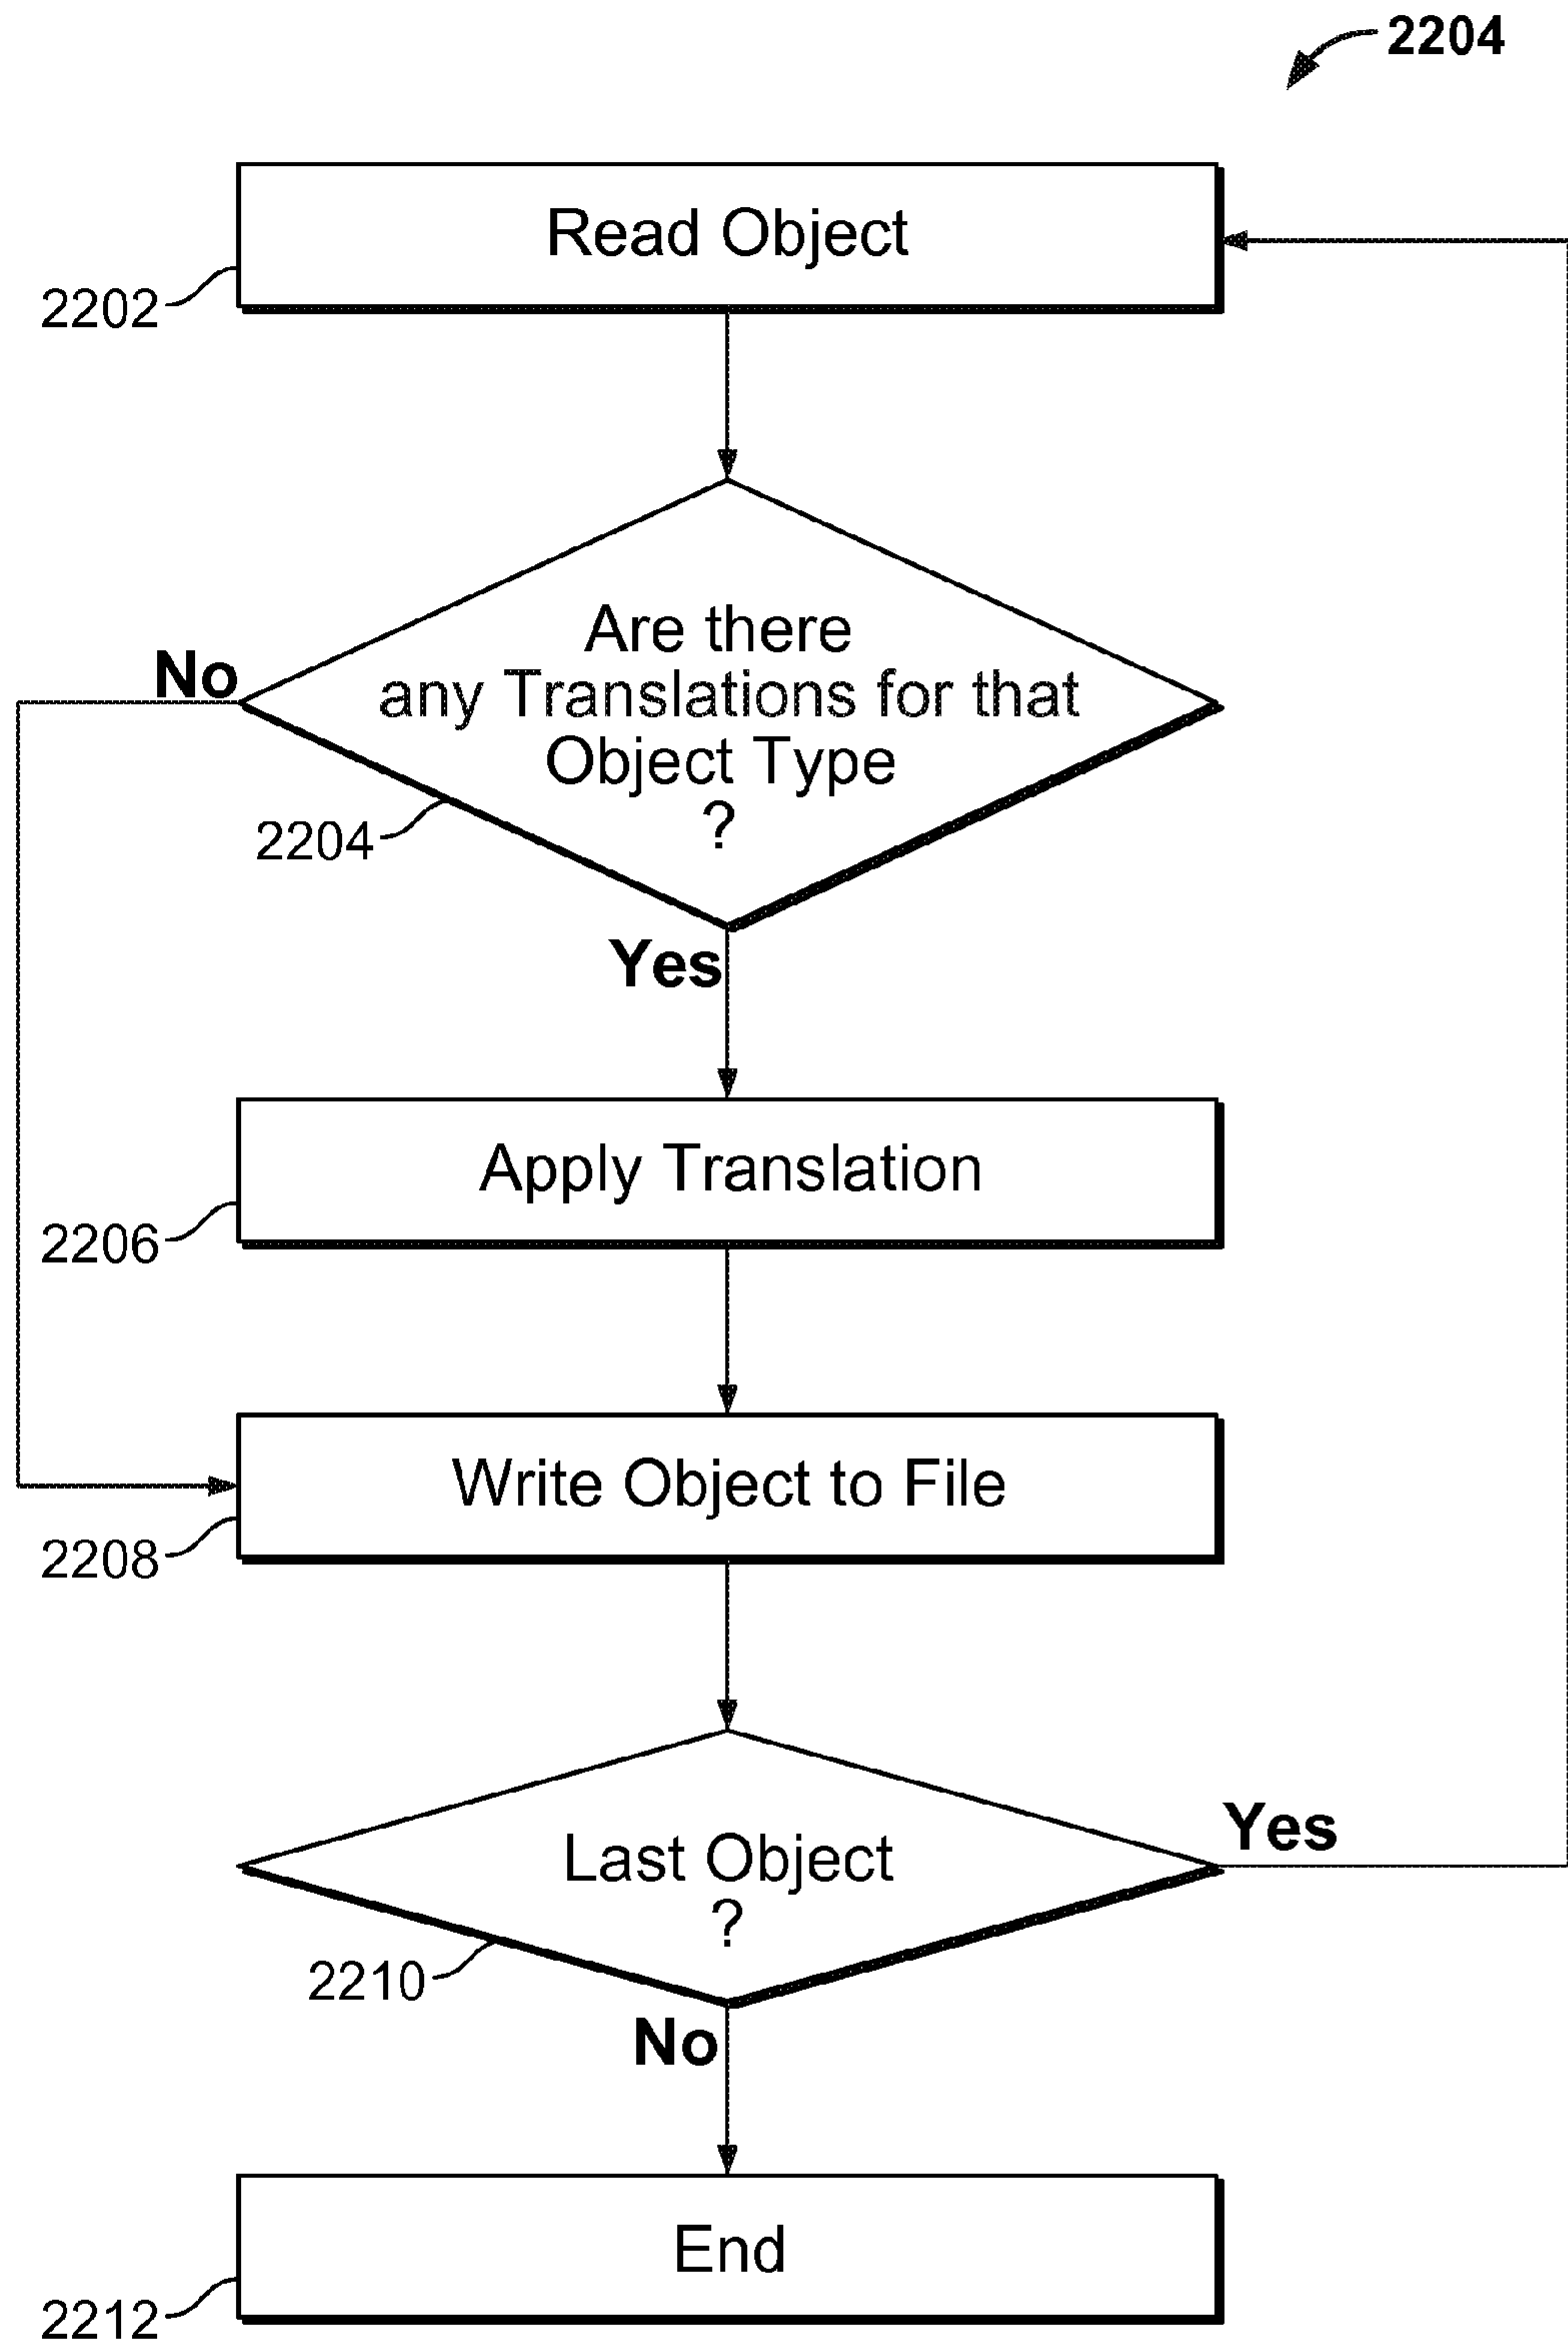 2204
Read Object
2202
Are there
any Translations for that
Object Type
?
No
2204
Yes
Apply Translation
2206
Write Object to File
2208
Last Object
?
Yes
2210
No
End
2212